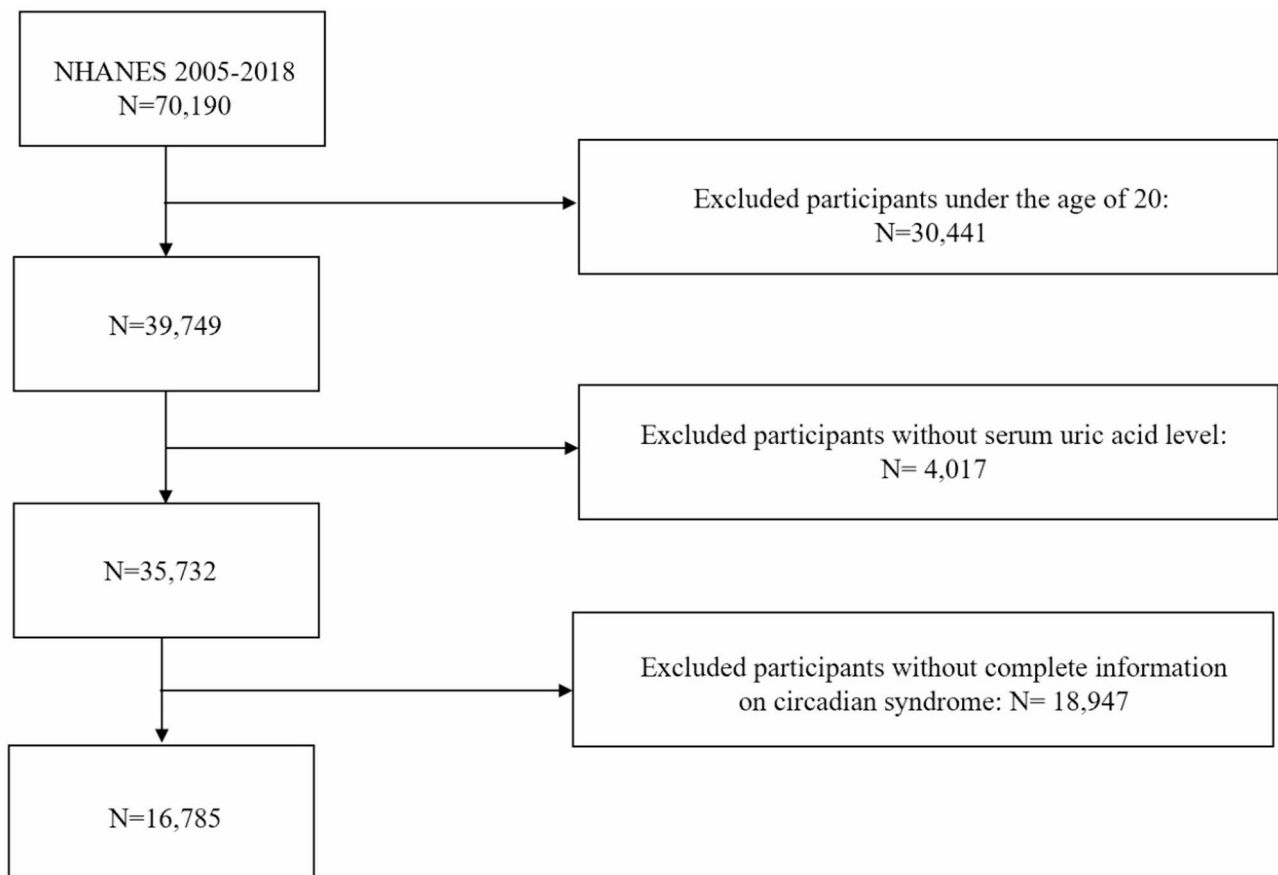 NHANES 2005-2018
N=70,190
Excluded participants under the age of 20:
N=30,441
N=39,749
Excluded participants without serum uric acid level:
N= 4,017
N=35,732
Excluded participants without complete information
on circadian syndrome: N= 18,947
N=16,785